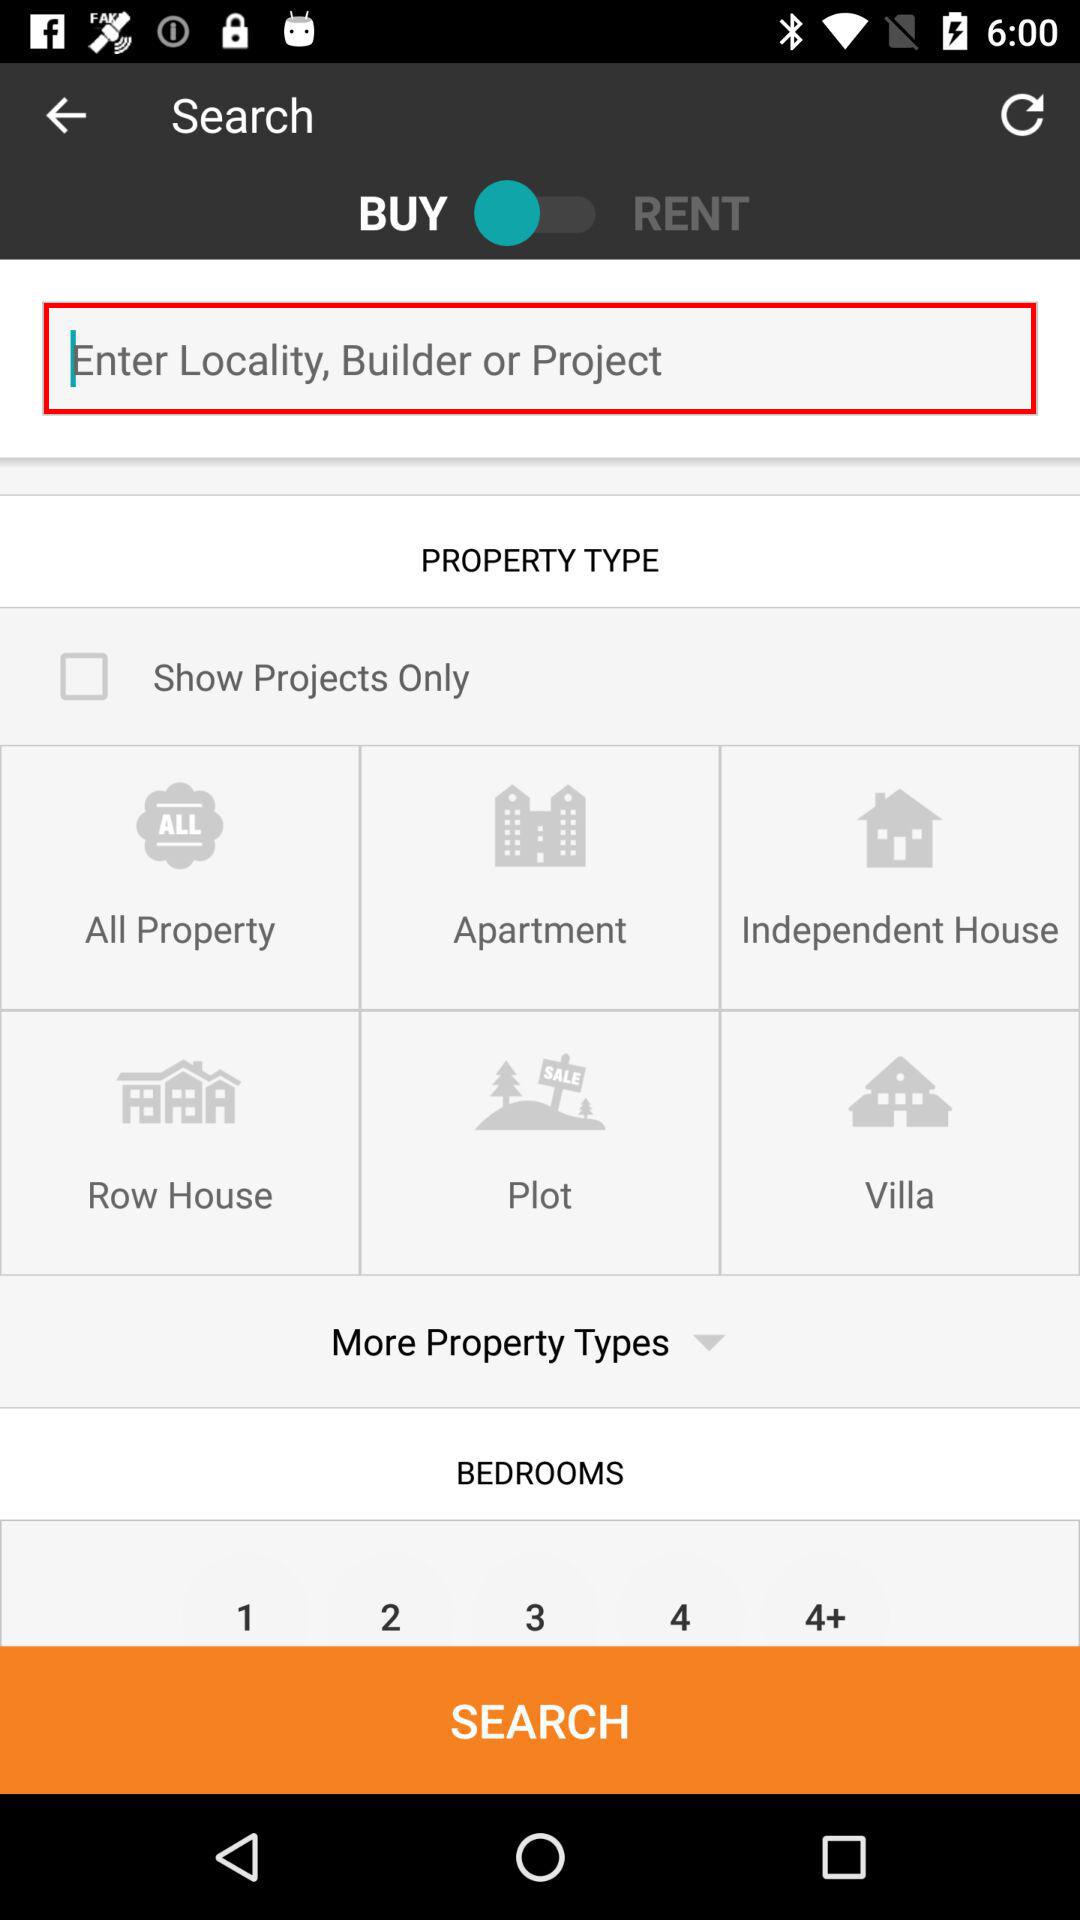 FAKE
6:00
Search
BUY RENT
Enter Locality, Builder or Project
PROPERTY TYPE
Show Projects Only
ALL
All Property Apartment Independent House
SALE
Row House Plot Villa
More Property Types
BEDROOMS
1 2 3 4 4+
SEARCH